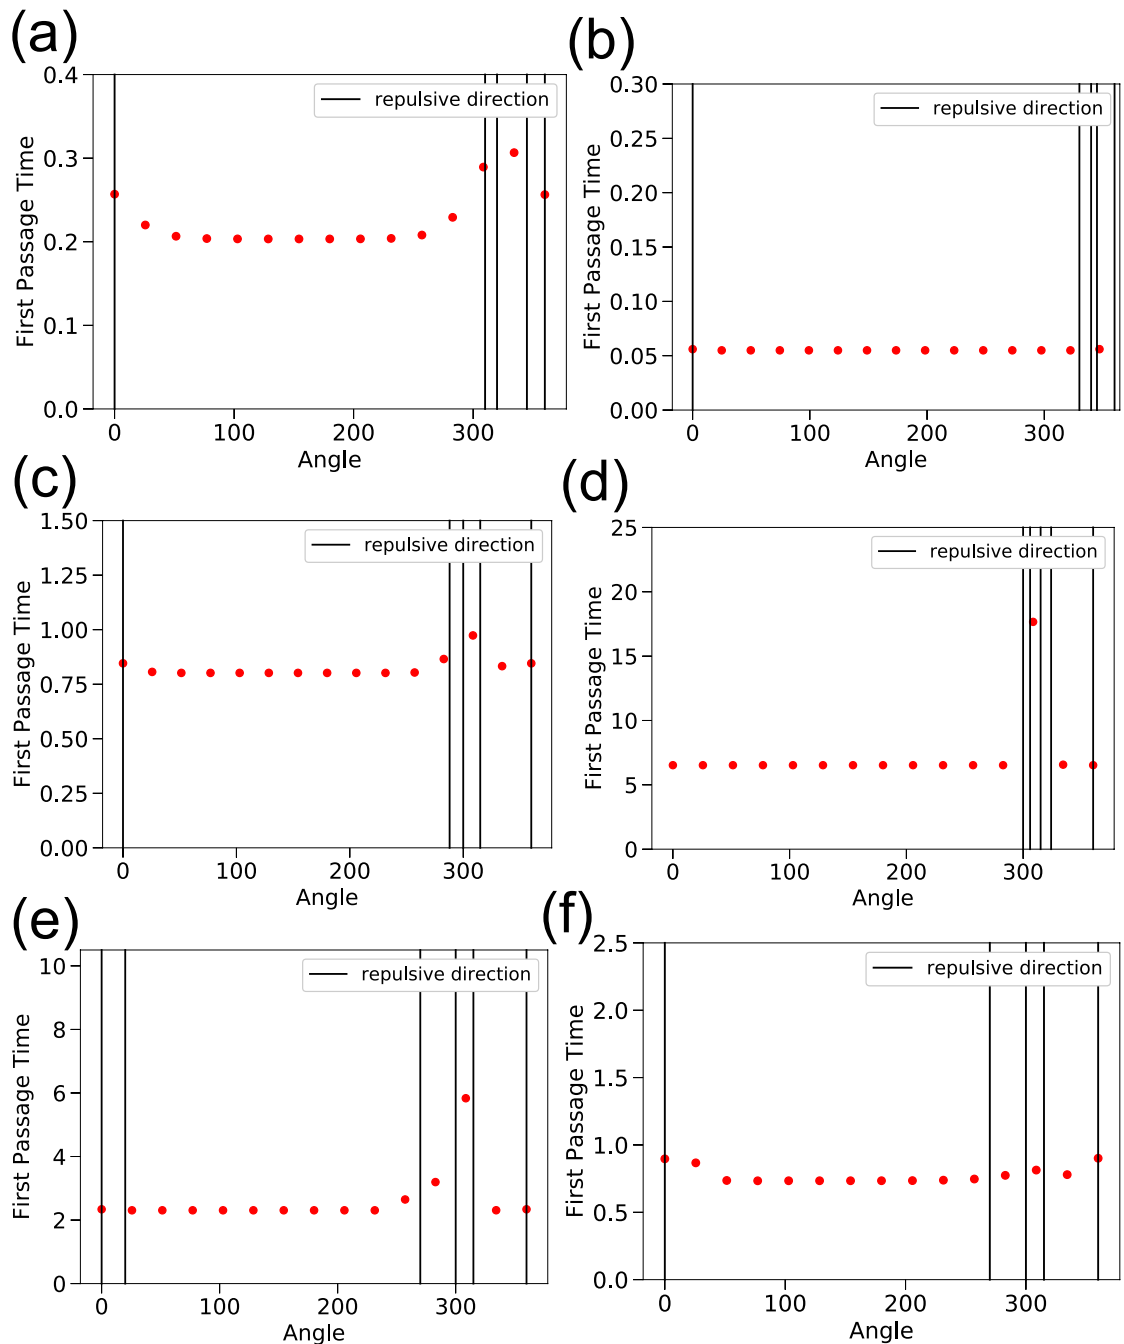 (a)
0.4
0.3
0.2
0.1
0.0
First Passage Time
repulsive direction
0
100
200
300
Angle
(b)
0.30
0.25
0.20
0.15
0.10
0.05
0.00
First Passage Time
repulsive direction
0
100
200
300
Angle
(c)
1.50
1.25
1.00
0.75
0.50
0.25
0.00
First Passage Time
repulsive direction
0
100
200
300
Angle
(d)
25
20
15
10
5
0
First Passage Time
repulsive direction
0
100
200
300
Angle
(e)
10
8
6
4
2
0
First Passage Time
repulsive direction
0
100
200
300
Angle
(f)
2.5
2.0
1.5
1.0
0.5
0.0
First Passage Time
repulsive direction
0
100
200
300
Angle